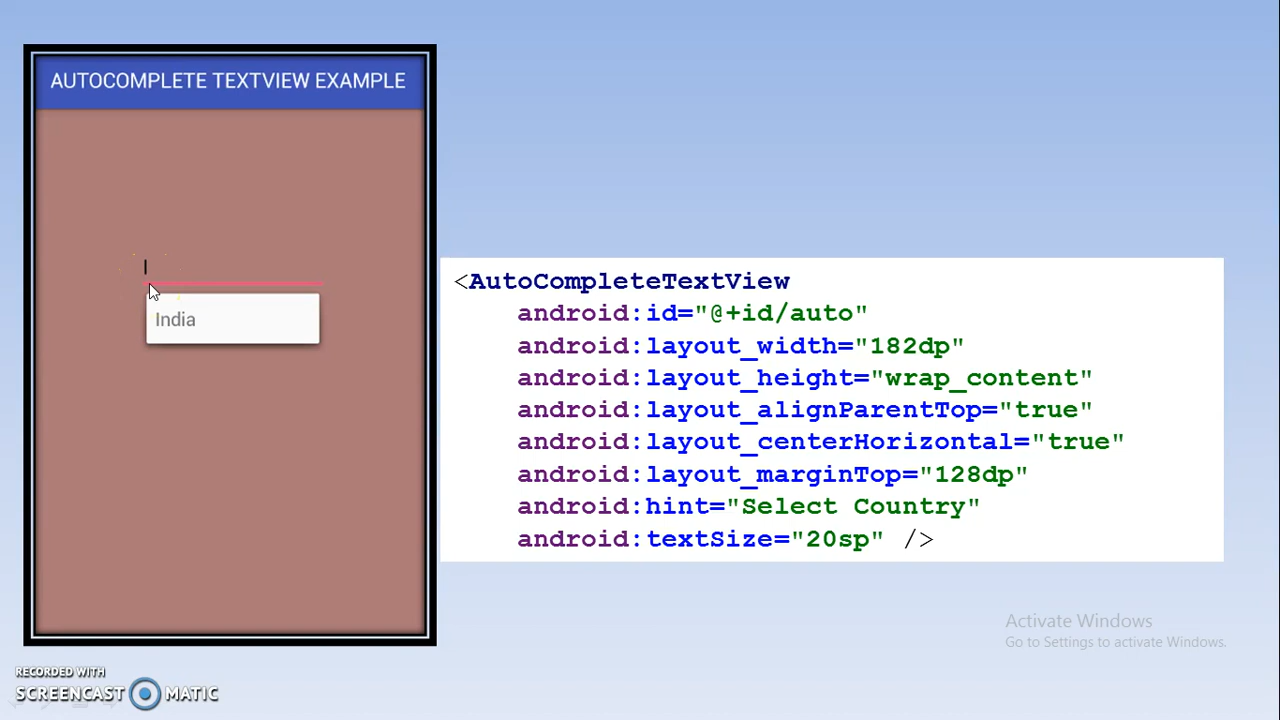 AUTOCOMPLETE TEXTVIEW EXAMPLE
India
<AutoCompleteTextView
android:id="@+id/auto"
android:layout_width="182dp"
android:layout_height="wrap_content"
android:layout_alignParentTop="true"
android:layout_centerHorizontal="true"
android:layout_marginTop="128dp"
android:hint="Select Country"
android:textSize="20sp" />
Activate Windows
Go to Settings to activate Windows.
RECORDED WITH
SCREENCAST MATIC